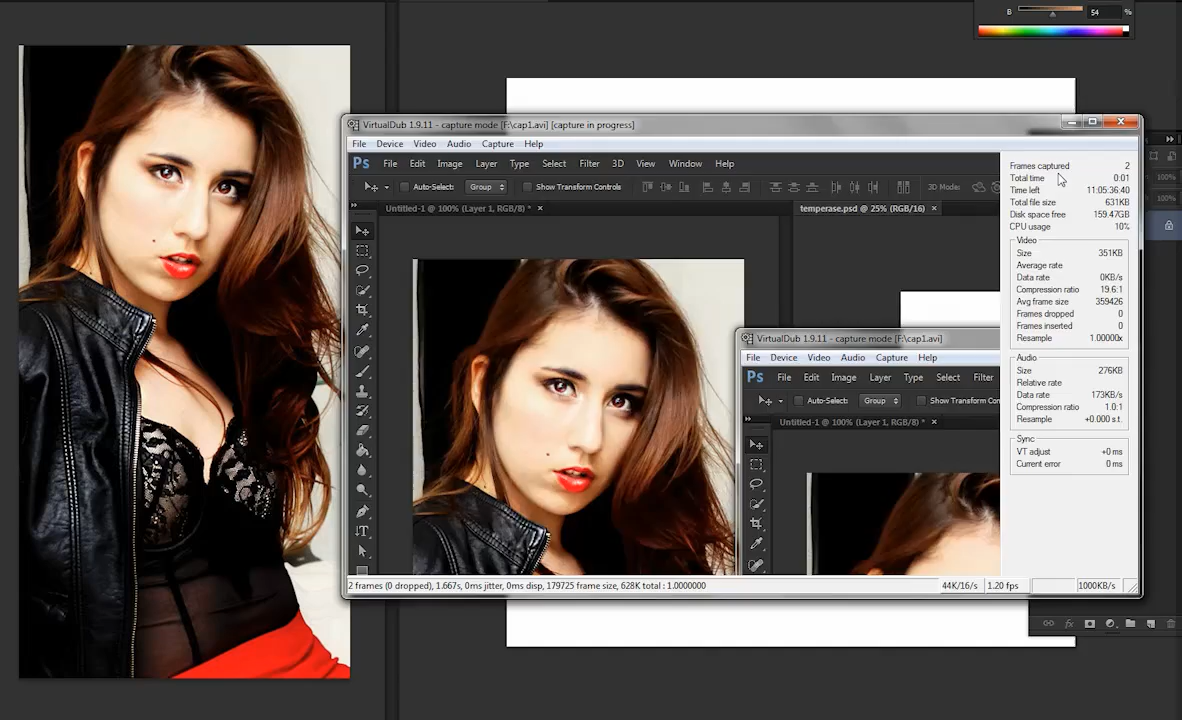 B 54 %
VirtualDub 1.9.11 - capture mode [F:\cap1.avi] [capture in progress]
File Device Video Audio Capture Help
Ps File Edit Image Layer Type Select Filter 3D View Window Help
Auto-Select: Group Show Transform Controls 3D Mode:
Untitled-1 @ 100% (Layer 1, RGB/8) * × temperase.psd @ 25% (RGB/16) ×
100%
100%
Frames captured 2
Total time 0:01
Time left 11:05:36:40
Total file size 631KB
Disk space free 159.47GB
CPU usage 10%
Video
Size 351KB
Average rate
Data rate 0KB/s
Compression ratio 19.6:1
Avg frame size 359426
Frames dropped 0
Frames inserted 0
Resample 1.00000x
Audio
Size 276KB
Relative rate
Data rate 173KB/s
Compression ratio 1.0:1
Resample +0.000 s.t.
Sync
VT adjust +0 ms
Current error 0 ms
VirtualDub 1.9.11 - capture mode [F:\cap1.avi]
File Device Video Audio Capture Help
Ps File Edit Image Layer Type Select Filter
Auto-Select: Group Show Transform Con
Untitled-1 @ 100% (Layer 1, RGB/8) * ×
2 frames (0 dropped), 1.667s, 0ms jitter, 0ms disp, 179725 frame size, 628K total : 1.0000000 44K/16/s 1.20 fps 1000KB/s
fx